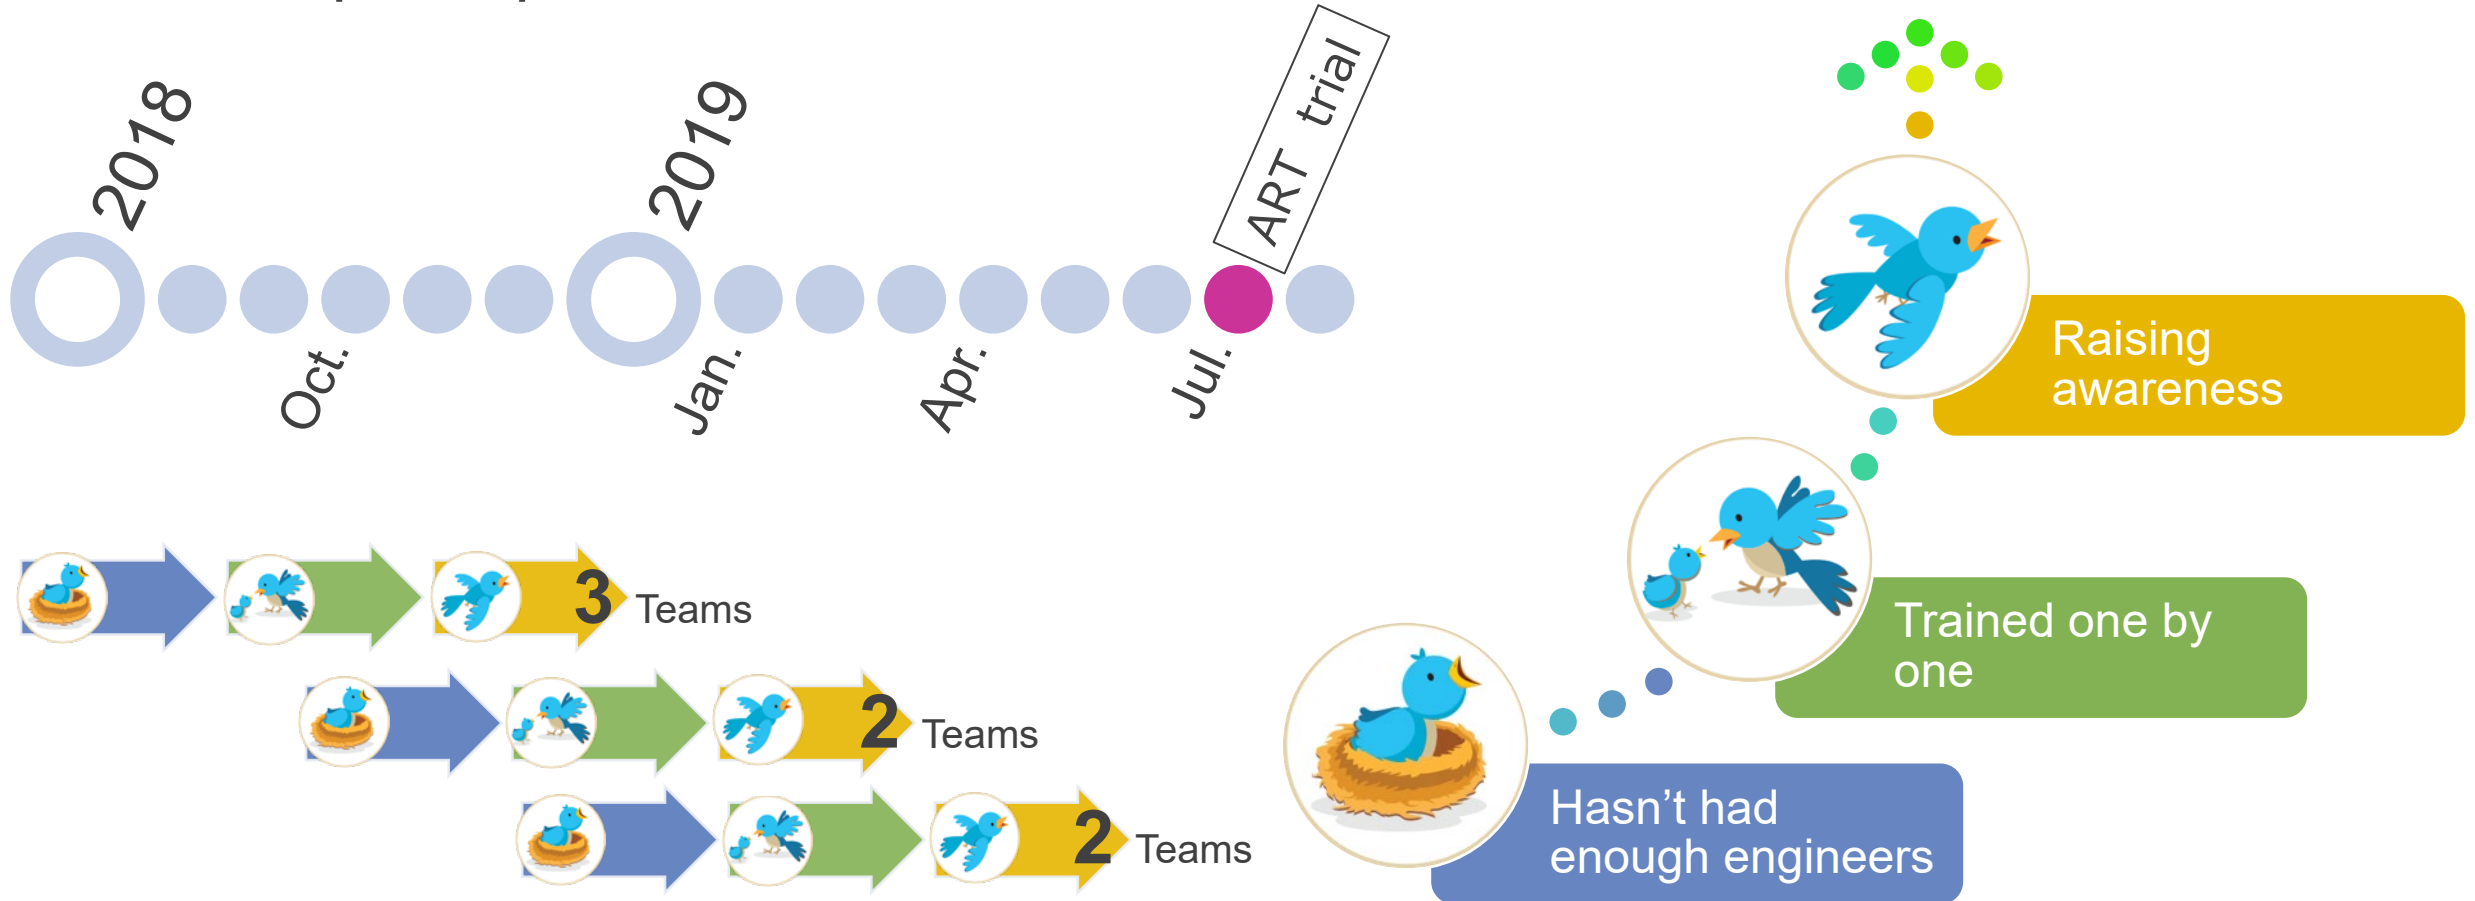 2018
2019
ART trial
Oct.
Jan.
Apr.
Jul.
3 Teams
2 Teams
2 Teams
Raising
awareness
Trained one by
one
Hasn’t had
enough engineers